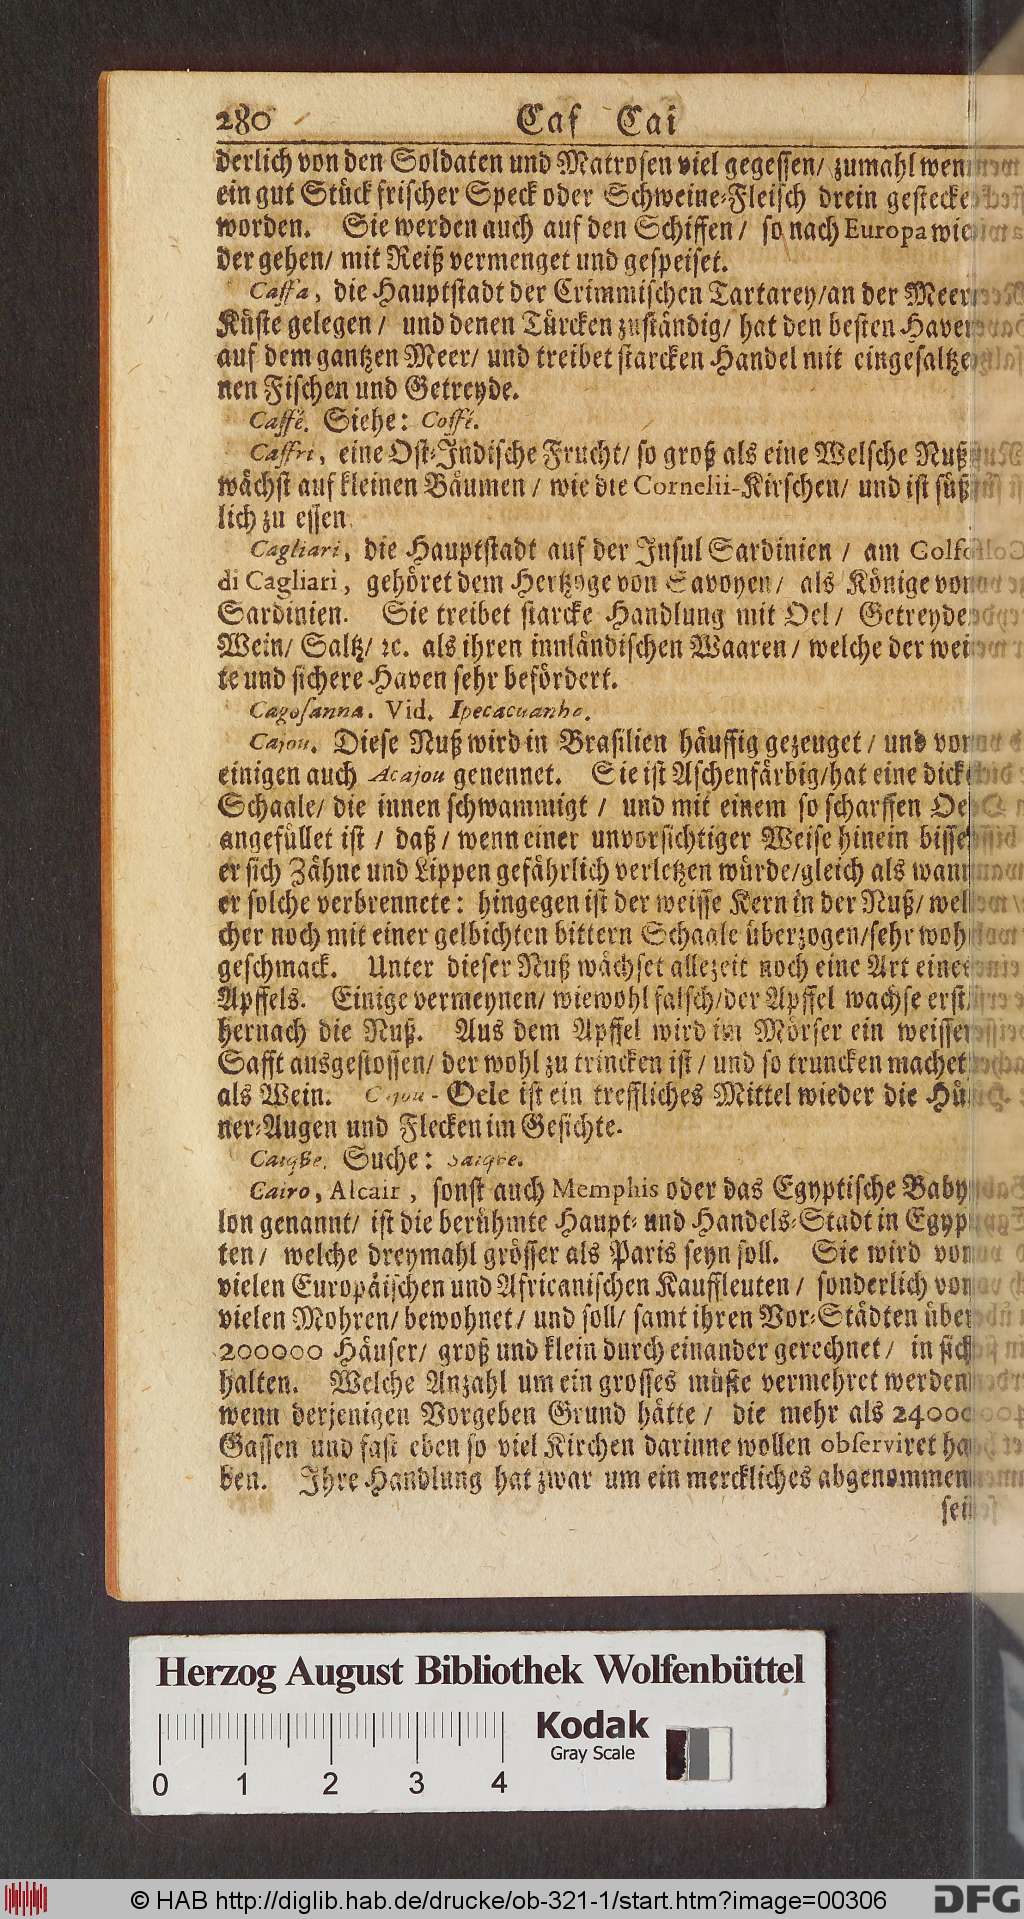 280 Caf Cai
derlich von den Soldaten und Matrosen viel gegessen/ zumahl wenn
ein gut Stück frischer Speck oder Schweine-Fleisch drein gestecket
worden. Sie werden auch auf den Schiffen/ so nach Europa wie
der gehen/ mit Reiß vermenget und gespeiset.
Caffa, die Hauptstadt der Crimmischen Tartarey/an der Meer
Küste gelegen/ und denen Türcken zuständig/ hat den besten Haven
auf dem gantzen Meer/ und treibet starcken Handel mit eingesaltze
nen Fischen und Getreyde.
Caffé. Siehe: Coffé.
Caffri, eine Ost-Indische Frucht/ so groß als eine Welsche Nuß
wächst auf kleinen Bäumen/ wie die Cornelii-Kirschen/ und ist süß
lich zu essen
Cagliari, die Hauptstadt auf der Insul Sardinien/ am Golfo
di Cagliari, gehöret dem Hertzoge von Savoyen/ als Könige von
Sardinien. Sie treibet starcke Handlung mit Oel/ Getreyde
Wein/ Saltz/ ꝛc. als ihren innländischen Waaren/ welche der wei
te und sichere Haven sehr befördert.
Cagosanna. Vid. Ipecacuanha.
Cajou. Diese Nuß wird in Brasilien häuffig gezeuget/ und von
einigen auch Acajou genennet. Sie ist Aschenfärbig/hat eine dicke
Schaale/ die innen schwammigt/ und mit einem so scharffen Oel
angefüllet ist/ daß/ wenn einer unvorsichtiger Weise hinein bisse
er sich Zähne und Lippen gefährlich verletzen würde/gleich als wann
er solche verbrennete: hingegen ist der weisse Kern in der Nuß/ wel
cher noch mit einer gelbichten bittern Schaale überzogen/sehr wohl
geschmack. Unter dieser Nuß wächset allezeit noch eine Art eines
Apffels. Einige vermeynen/ wiewohl falsch/der Apffel wachse erst/
hernach die Nuß. Aus dem Apffel wird im Mörser ein weisser
Safft ausgestossen/ der wohl zu trincken ist/ und so truncken machet
als Wein. Cajou-Oele ist ein treffliches Mittel wieder die Hü
ner-Augen und Flecken im Gesichte.
Caiqve. Suche: Saiqve.
Cairo, Alcair, sonst auch Memphis oder das Egyptische Baby
lon genannt/ ist die berühmte Haupt- und Handels-Stadt in Egyp
ten/ welche dreymahl grösser als Paris seyn soll. Sie wird von
vielen Europäischen und Africanischen Kauffleuten/ sonderlich von
vielen Mohren/ bewohnet/ und soll/ samt ihren Vor-Städten über
200000 Häuser/ groß und klein durch einander gerechnet/ in sich
halten. Welche Anzahl um ein grosses müste vermehret werden
wenn derjenigen Vorgeben Grund hätte/ die mehr als 24000
Gassen und fast eben so viel Kirchen darinne wollen observiret ha
ben. Ihre Handlung hat zwar um ein merckliches abgenommen
sei
Herzog August Bibliothek Wolfenbüttel
0 1 2 3 4
Kodak
Gray Scale
© HAB http://diglib.hab.de/drucke/ob-321-1/start.htm?image=00306
DFG